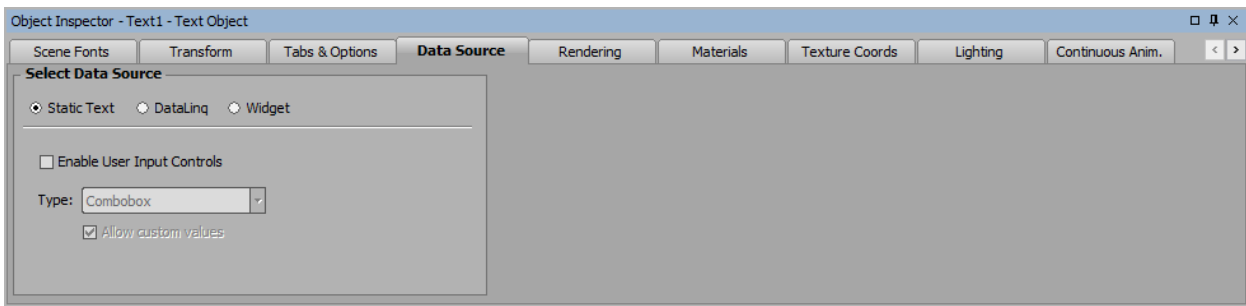 Object Inspector - Text1 - Text Object
Scene Fonts Transform Tabs & Options Data Source Rendering Materials Texture Coords Lighting Continuous Anim.
Select Data Source
Static Text DataLinq Widget
Enable User Input Controls
Type: Combobox
Allow custom values